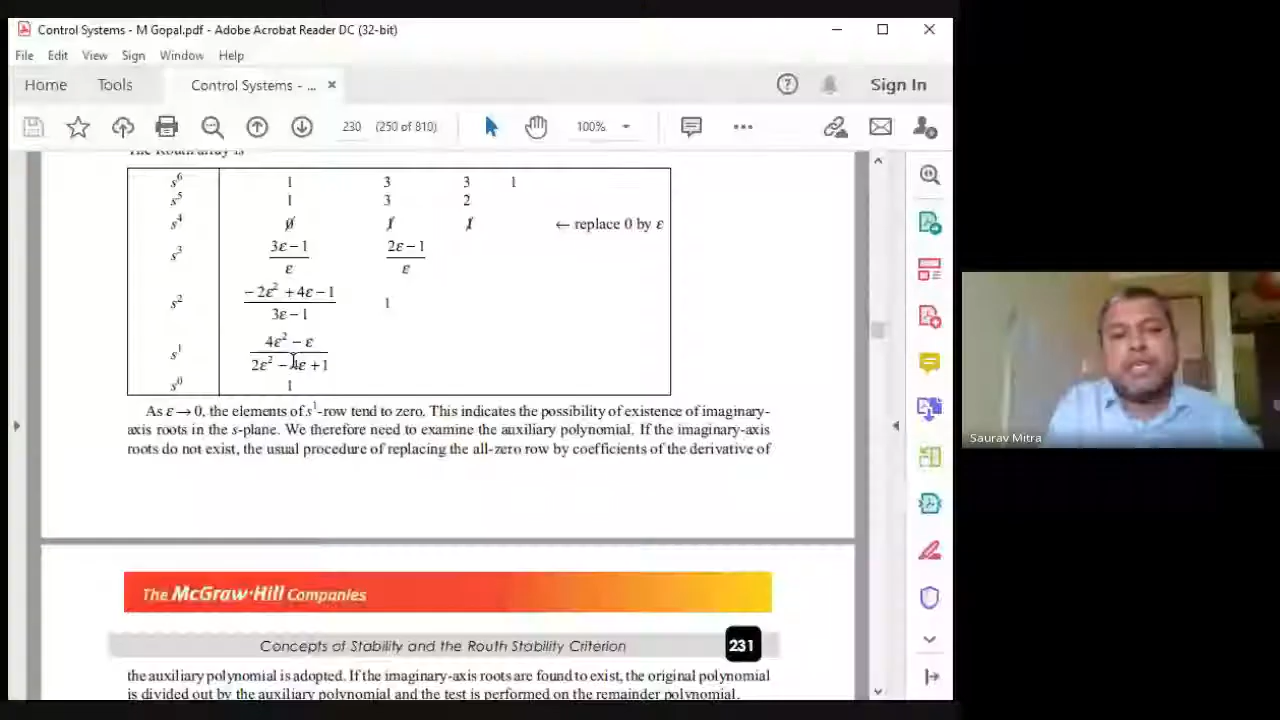 Control Systems - M Gopal.pdf - Adobe Acrobat Reader DC (32-bit)
File Edit View Sign Window Help
Home Tools Control Systems - ... × Sign In
230 (250 of 810) 100%
The Routh array is
s⁶ 1 3 3 1
s⁵ 1 3 2
s⁴ 0 1 1 ← replace 0 by ε
s³ (3ε−1)/ε (2ε−1)/ε
s² (−2ε²+4ε−1)/(3ε−1) 1
s¹ (4ε²−ε)/(2ε²−4ε+1)
s⁰ 1
As ε → 0, the elements of s¹-row tend to zero. This indicates the possibility of existence of imaginary-
axis roots in the s-plane. We therefore need to examine the auxiliary polynomial. If the imaginary-axis
roots do not exist, the usual procedure of replacing the all-zero row by coefficients of the derivative of
The McGraw·Hill Companies
Concepts of Stability and the Routh Stability Criterion 231
the auxiliary polynomial is adopted. If the imaginary-axis roots are found to exist, the original polynomial
is divided out by the auxiliary polynomial and the test is performed on the remainder polynomial.
Saurav Mitra